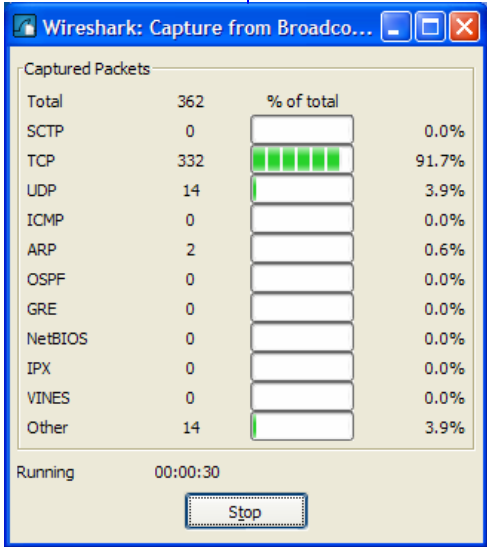 Wireshark: Capture from Broadco...
Captured Packets
Total 362 % of total
SCTP 0 0.0%
TCP 332 91.7%
UDP 14 3.9%
ICMP 0 0.0%
ARP 2 0.6%
OSPF 0 0.0%
GRE 0 0.0%
NetBIOS 0 0.0%
IPX 0 0.0%
VINES 0 0.0%
Other 14 3.9%
Running 00:00:30
Stop